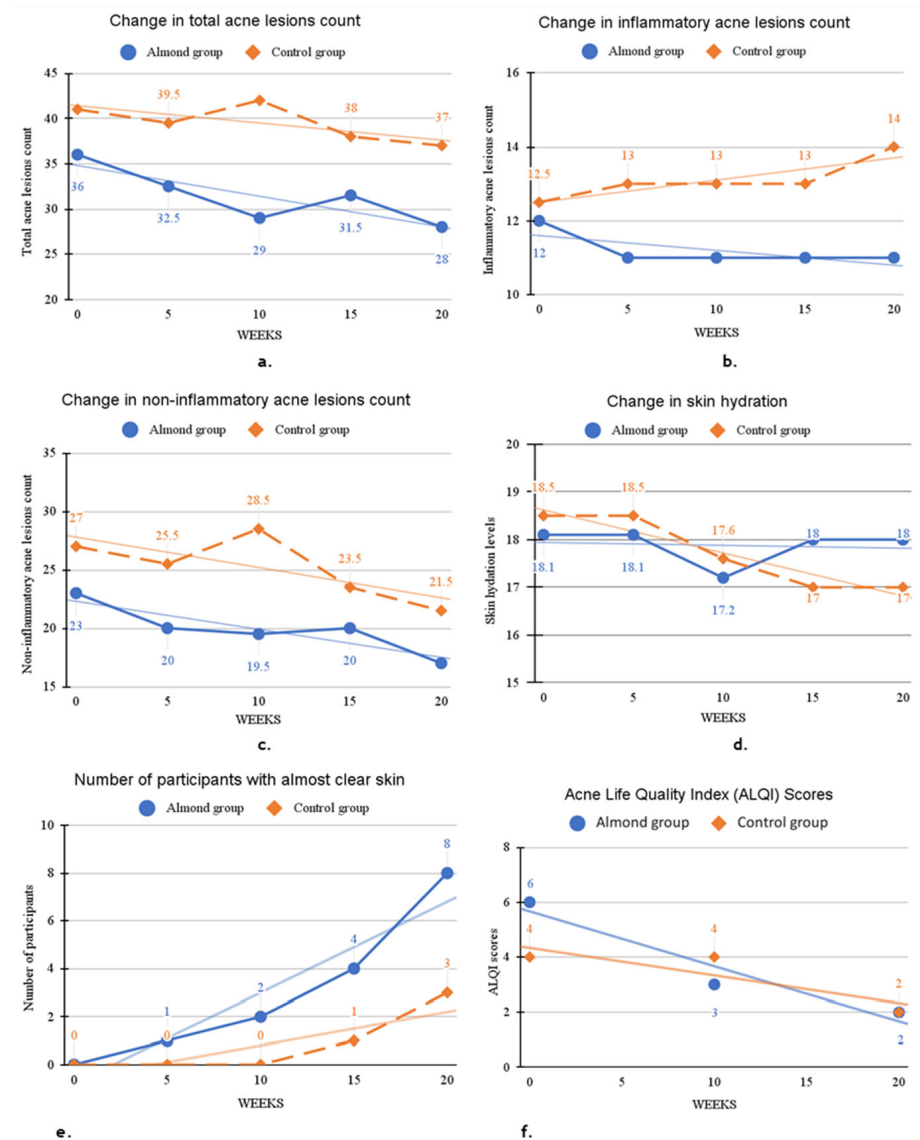 Change in total acne lesions count
Almond group Control group
Total acne lesions count
45
40
35
30
25
20
39.5
38
37
36
32.5
29
31.5
28
0 5 10 15 20
WEEKS
a.
Change in inflammatory acne lesions count
Almond group Control group
Inflammatory acne lesions count
16
14
12
10
12.5
13
13
13
14
12
0 5 10 15 20
WEEKS
b.
Change in non-inflammatory acne lesions count
Almond group Control group
Non-inflammatory acne lesions count
35
30
25
20
15
27
25.5
28.5
23.5
21.5
23
20
19.5
20
0 5 10 15 20
WEEKS
c.
Change in skin hydration
Almond group Control group
Skin hydation levels
20
19
18
17
16
15
18.5
18.5
17.6
18
18
18.1
18.1
17.2
17
17
0 5 10 15 20
WEEKS
d.
Number of participants with almost clear skin
Almond group Control group
Number of participants
10
8
6
4
2
0
8
4
3
1
2
1
0
0
0
0 5 10 15 20
WEEKS
e.
Acne Life Quality Index (ALQI) Scores
Almond group Control group
ALQI scores
8
6
4
2
0
6
4
4
2
3
2
0 5 10 15 20
WEEKS
f.